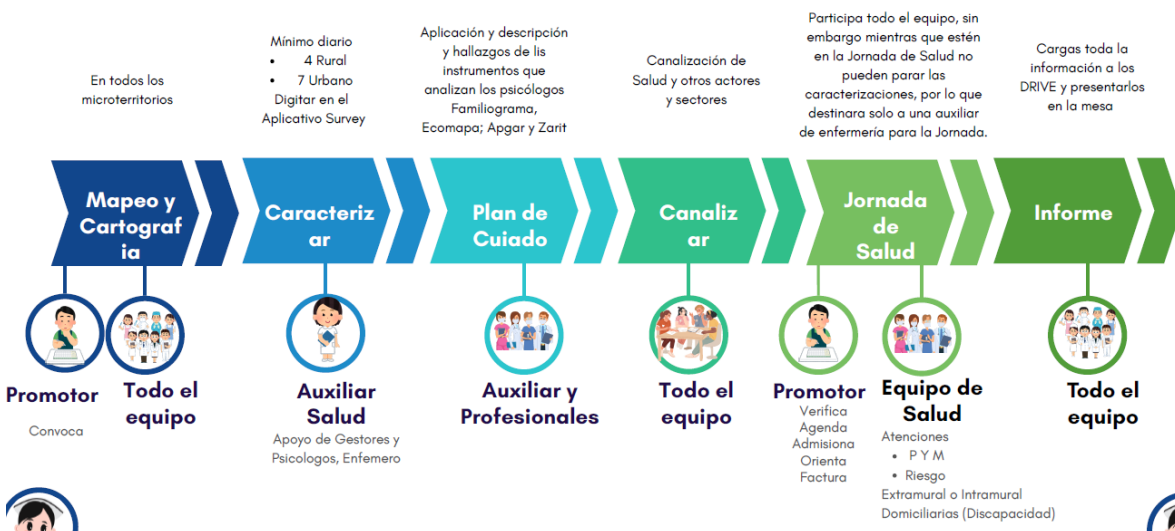 En todos los
microterritorios
Mínimo diario
• 4 Rural
• 7 Urbano
Digitar en el
Aplicativo Survey
Aplicación y descripción
y hallazgos de lis
instrumentos que
analizan los psicólogos
Familiograma,
Ecomapa; Apgar y Zarit
Canalización de
Salud y otros actores
y sectores
Participa todo el equipo, sin
embargo mientras que estén
en la Jornada de Salud no
pueden parar las
caracterizaciones, por lo que
destinara solo a una auxiliar
de enfermería para la Jornada.
Cargas toda la
información a los
DRIVE y presentarlos
en la mesa
Mapeo y
Cartograf
ia
Caracteriz
ar
Plan de
Cuiado
Canaliz
ar
Jornada
de
Salud
Informe
Promotor
Convoca
Todo el
equipo
Auxiliar
Salud
Apoyo de Gestores y
Psicologos, Enfemero
Auxiliar y
Profesionales
Todo el
equipo
Promotor
Verifica
Agenda
Admisiona
Orienta
Factura
Equipo de
Salud
Atenciones
• P Y M
• Riesgo
Extramural o Intramural
Domiciliarias (Discapacidad)
Todo el
equipo